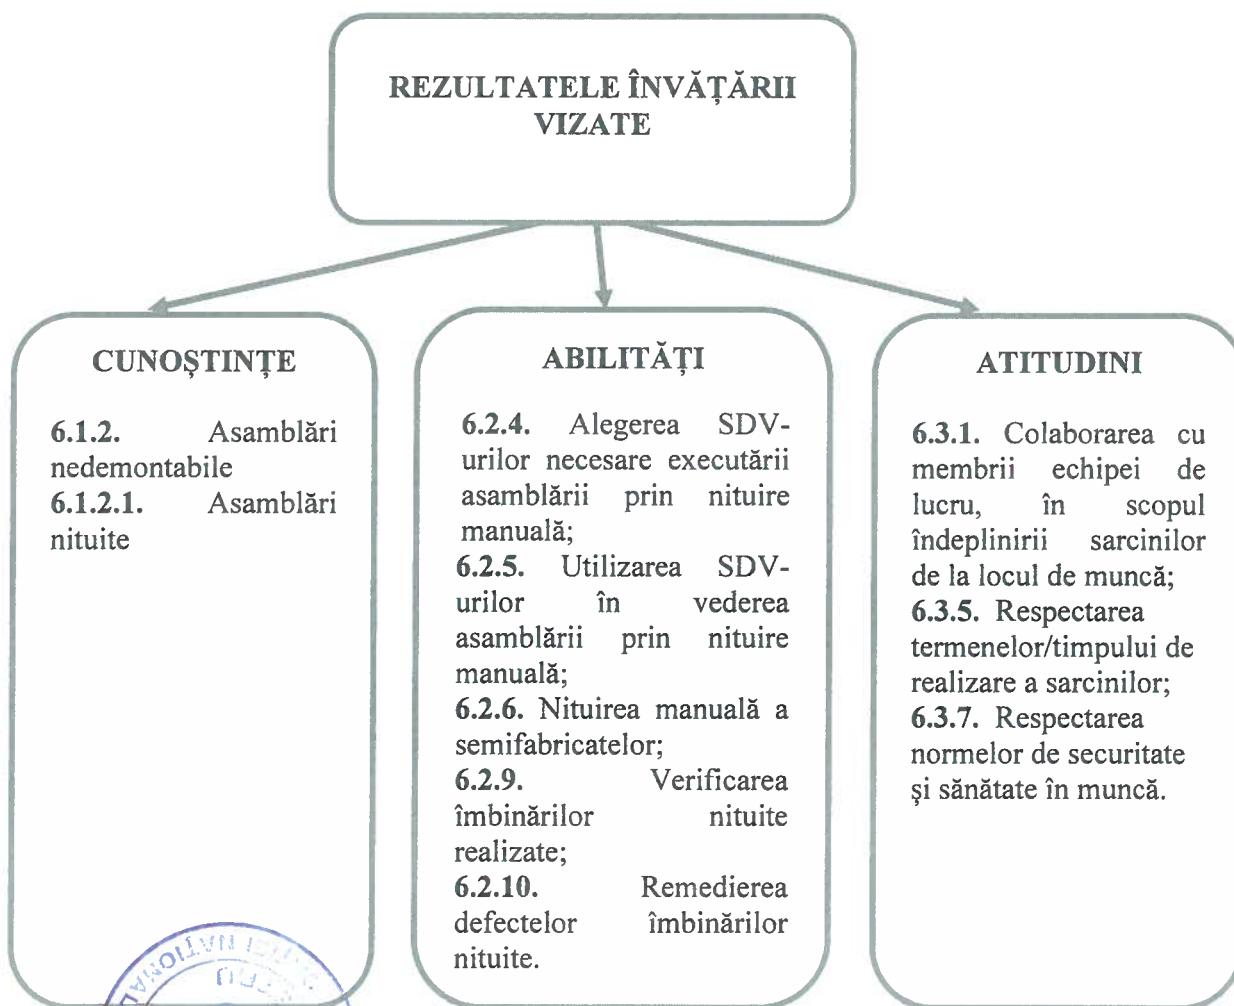 REZULTATELE ÎNVĂȚĂRII
VIZATE
CUNOȘTINȚE
6.1.2. Asamblări
nedemontabile
6.1.2.1. Asamblări
nituite
ABILITĂȚI
6.2.4. Alegerea SDV-
urilor necesare executării
asamblării prin nituire
manuală;
6.2.5. Utilizarea SDV-
urilor în vederea
asamblării prin nituire
manuală;
6.2.6. Nituirea manuală a
semifabricatelor;
6.2.9. Verificarea
îmbinărilor nituite
realizate;
6.2.10. Remedierea
defectelor îmbinărilor
nituite.
ATITUDINI
6.3.1. Colaborarea cu
membrii echipei de
lucru, în scopul
îndeplinirii sarcinilor
de la locul de muncă;
6.3.5. Respectarea
termenelor/timpului de
realizare a sarcinilor;
6.3.7. Respectarea
normelor de securitate
și sănătate în muncă.